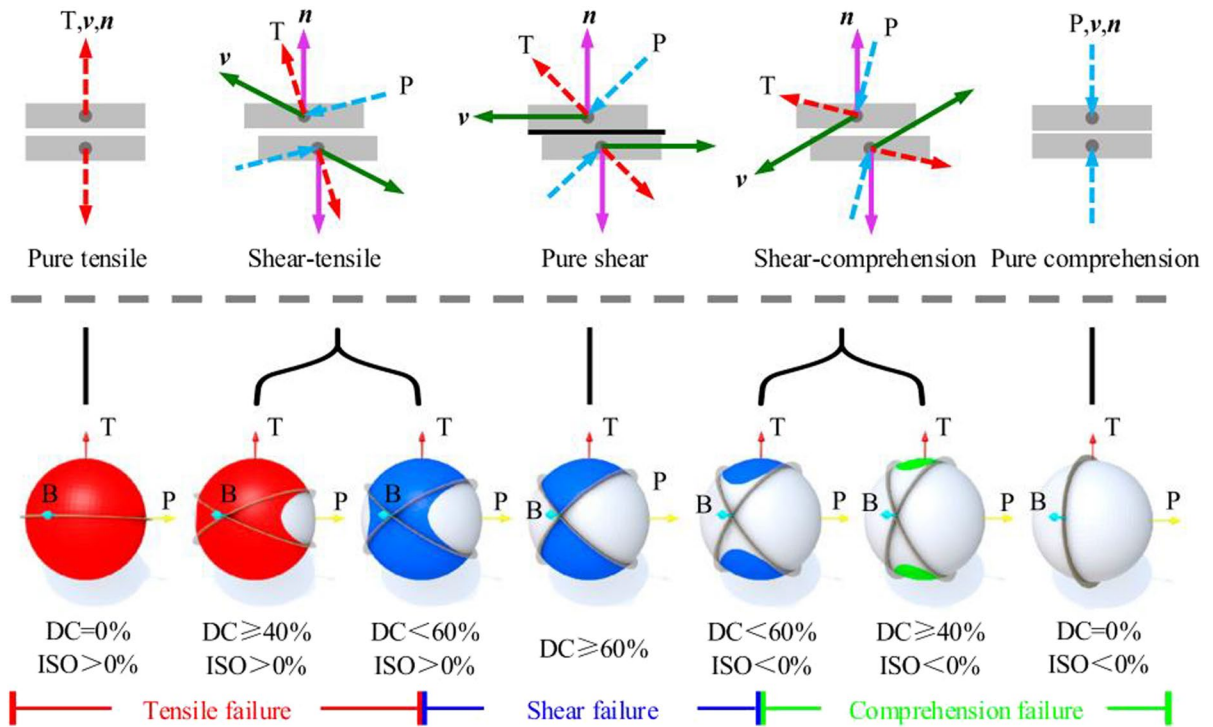 T,v,n
v
T
n
P
T
n
P
v
n
P
T
v
P,v,n
Pure tensile
Shear-tensile
Pure shear
Shear-comprehension
Pure comprehension
T
B
P
T
B
P
T
B
P
T
B
P
T
B
P
T
B
P
T
B
P
DC=0%
ISO>0%
DC≥40%
ISO>0%
DC<60%
ISO>0%
DC≥60%
DC<60%
ISO<0%
DC≥40%
ISO<0%
DC=0%
ISO<0%
Tensile failure
Shear failure
Comprehension failure